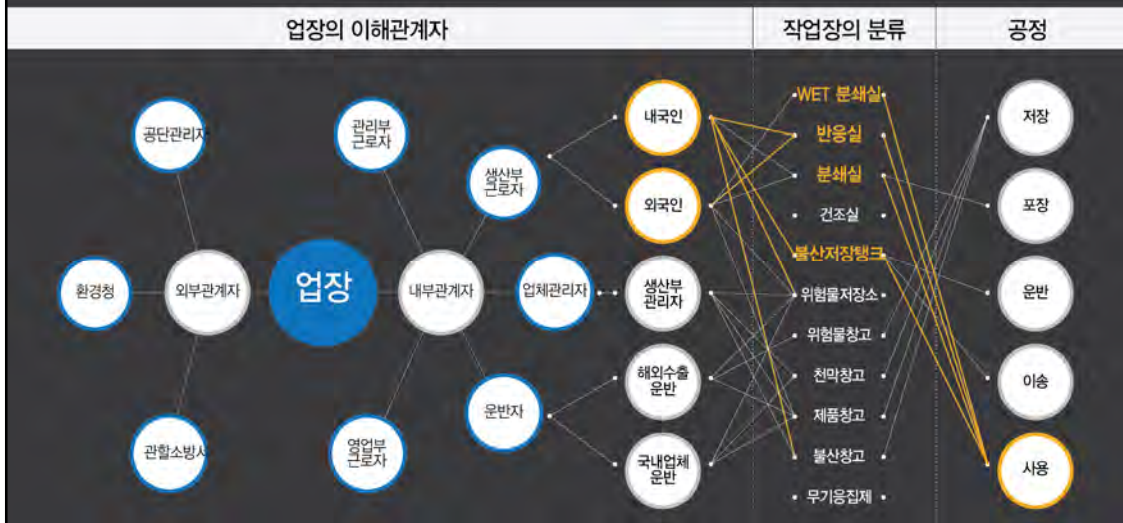 업장의 이해관계자
작업장의 분류
공정
공단관리자
환경청
외부관계자
관할소방서
업장
관리부
근로자
내부관계자
영업부
근로자
생산부
근로자
업체관리자
운반자
내국인
외국인
생산부
관리자
해외수출
운반
국내업체
운반
WET 분쇄실
반응실
분쇄실
건조실
불산저장탱크
위험물저장소
위험물창고
천막창고
제품창고
불산창고
무기응집제
저장
포장
운반
이송
사용